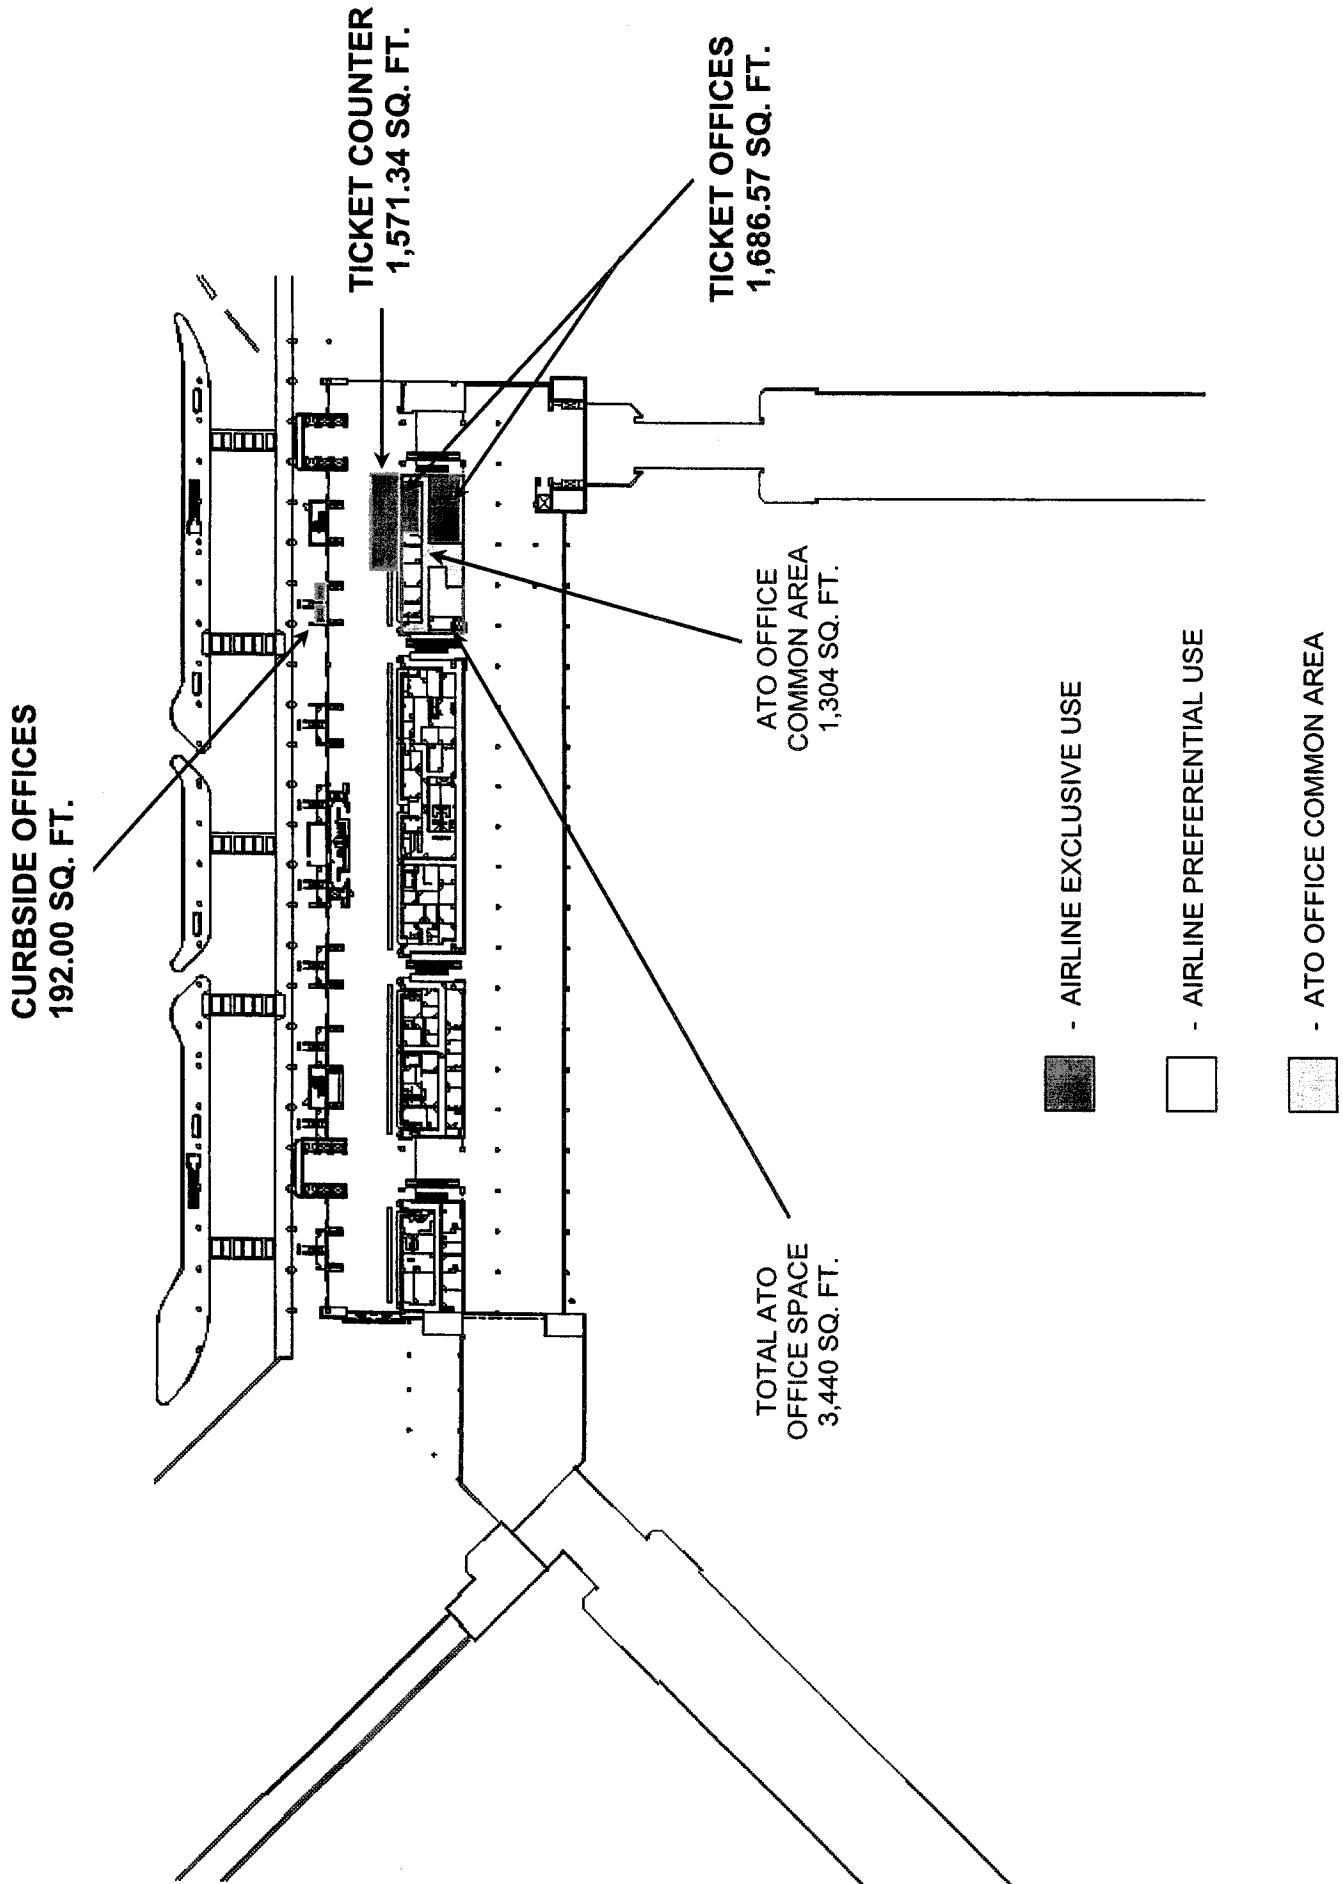 CURBSIDE OFFICES
192.00 SQ. FT.
TICKET COUNTER
1,571.34 SQ. FT.
TICKET OFFICES
1,686.57 SQ. FT.
ATO OFFICE
COMMON AREA
1,304 SQ. FT.
TOTAL ATO
OFFICE SPACE
3,440 SQ. FT.
- AIRLINE EXCLUSIVE USE
- AIRLINE PREFERENTIAL USE
- ATO OFFICE COMMON AREA